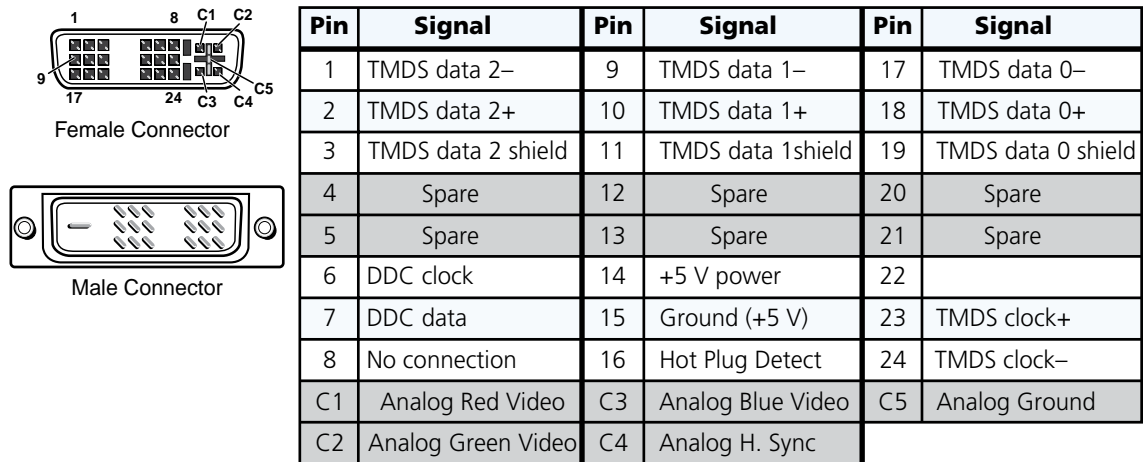 1 8 C1 C2
9
17 24 C3 C4 C5
Female Connector
Male Connector
Pin Signal Pin Signal Pin Signal
1 TMDS data 2– 9 TMDS data 1– 17 TMDS data 0–
2 TMDS data 2+ 10 TMDS data 1+ 18 TMDS data 0+
3 TMDS data 2 shield 11 TMDS data 1shield 19 TMDS data 0 shield
4 Spare 12 Spare 20 Spare
5 Spare 13 Spare 21 Spare
6 DDC clock 14 +5 V power 22
7 DDC data 15 Ground (+5 V) 23 TMDS clock+
8 No connection 16 Hot Plug Detect 24 TMDS clock–
C1 Analog Red Video C3 Analog Blue Video C5 Analog Ground
C2 Analog Green Video C4 Analog H. Sync